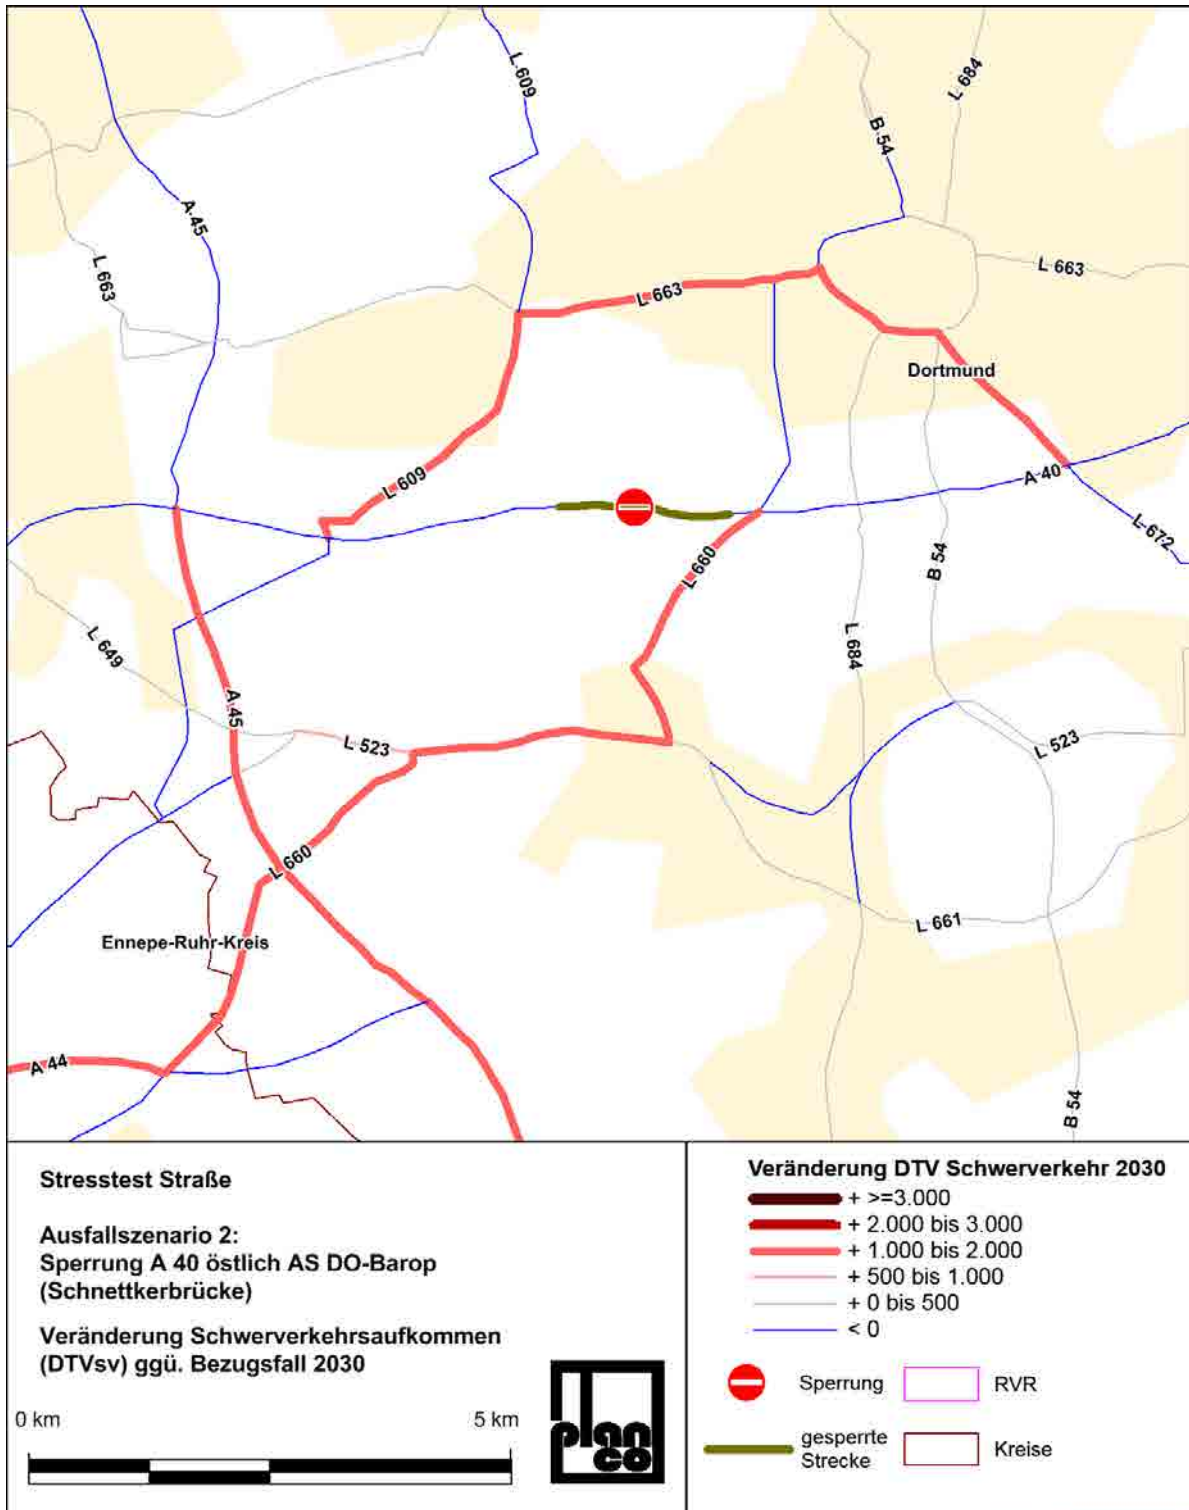 L 609
L 684
B 54
A 45
L 663
L 663
L 663
Dortmund
A 40
L 609
L 672
L 660
B 54
L 684
L 649
A 45
L 523
L 523
L 660
L 661
Ennepe-Ruhr-Kreis
A 44
B 54
Stresstest Straße
Ausfallszenario 2:
Sperrung A 40 östlich AS DO-Barop
(Schnettkerbrücke)
Veränderung Schwerverkehrsaufkommen
(DTVsv) ggü. Bezugsfall 2030
0 km
5 km
plan
co
Veränderung DTV Schwerverkehr 2030
+ >=3.000
+ 2.000 bis 3.000
+ 1.000 bis 2.000
+ 500 bis 1.000
+ 0 bis 500
< 0
Sperrung
RVR
gesperrte
Strecke
Kreise